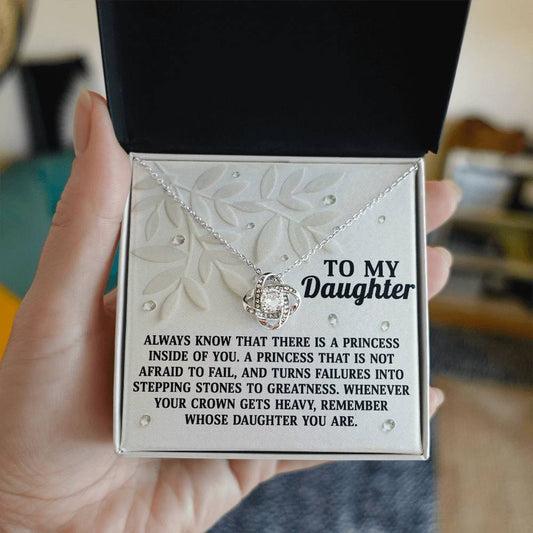 TO MY
Daughter
ALWAYS KNOW THAT THERE IS A PRINCESS
INSIDE OF YOU. A PRINCESS THAT IS NOT
AFRAID TO FAIL, AND TURNS FAILURES INTO
STEPPING STONES TO GREATNESS. WHENEVER
YOUR CROWN GETS HEAVY, REMEMBER
WHOSE DAUGHTER YOU ARE.